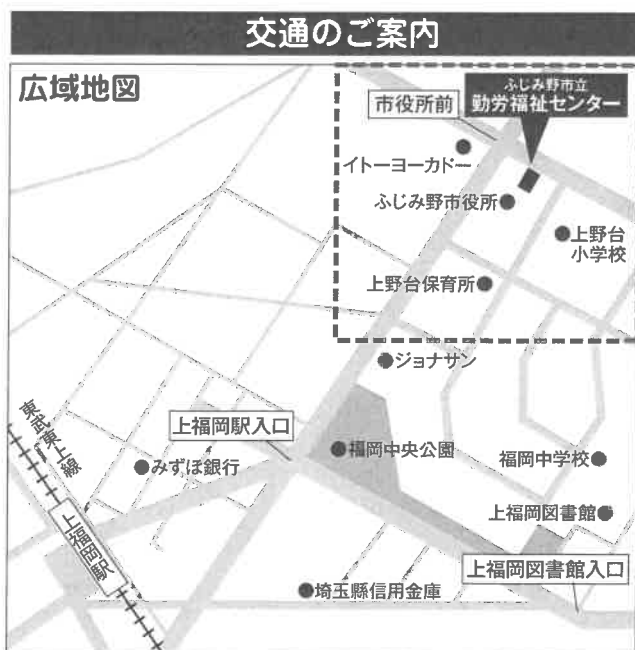 交通のご案内
広域地図
ふじみ野市立
勤労福祉センター
市役所前
イトーヨーカドー
ふじみ野市役所
上野台
小学校
上野台保育所
ジョナサン
上福岡駅入口
福岡中央公園
東武東上線
みずほ銀行
福岡中学校
上福岡図書館
上福岡駅
上福岡図書館入口
埼玉縣信用金庫